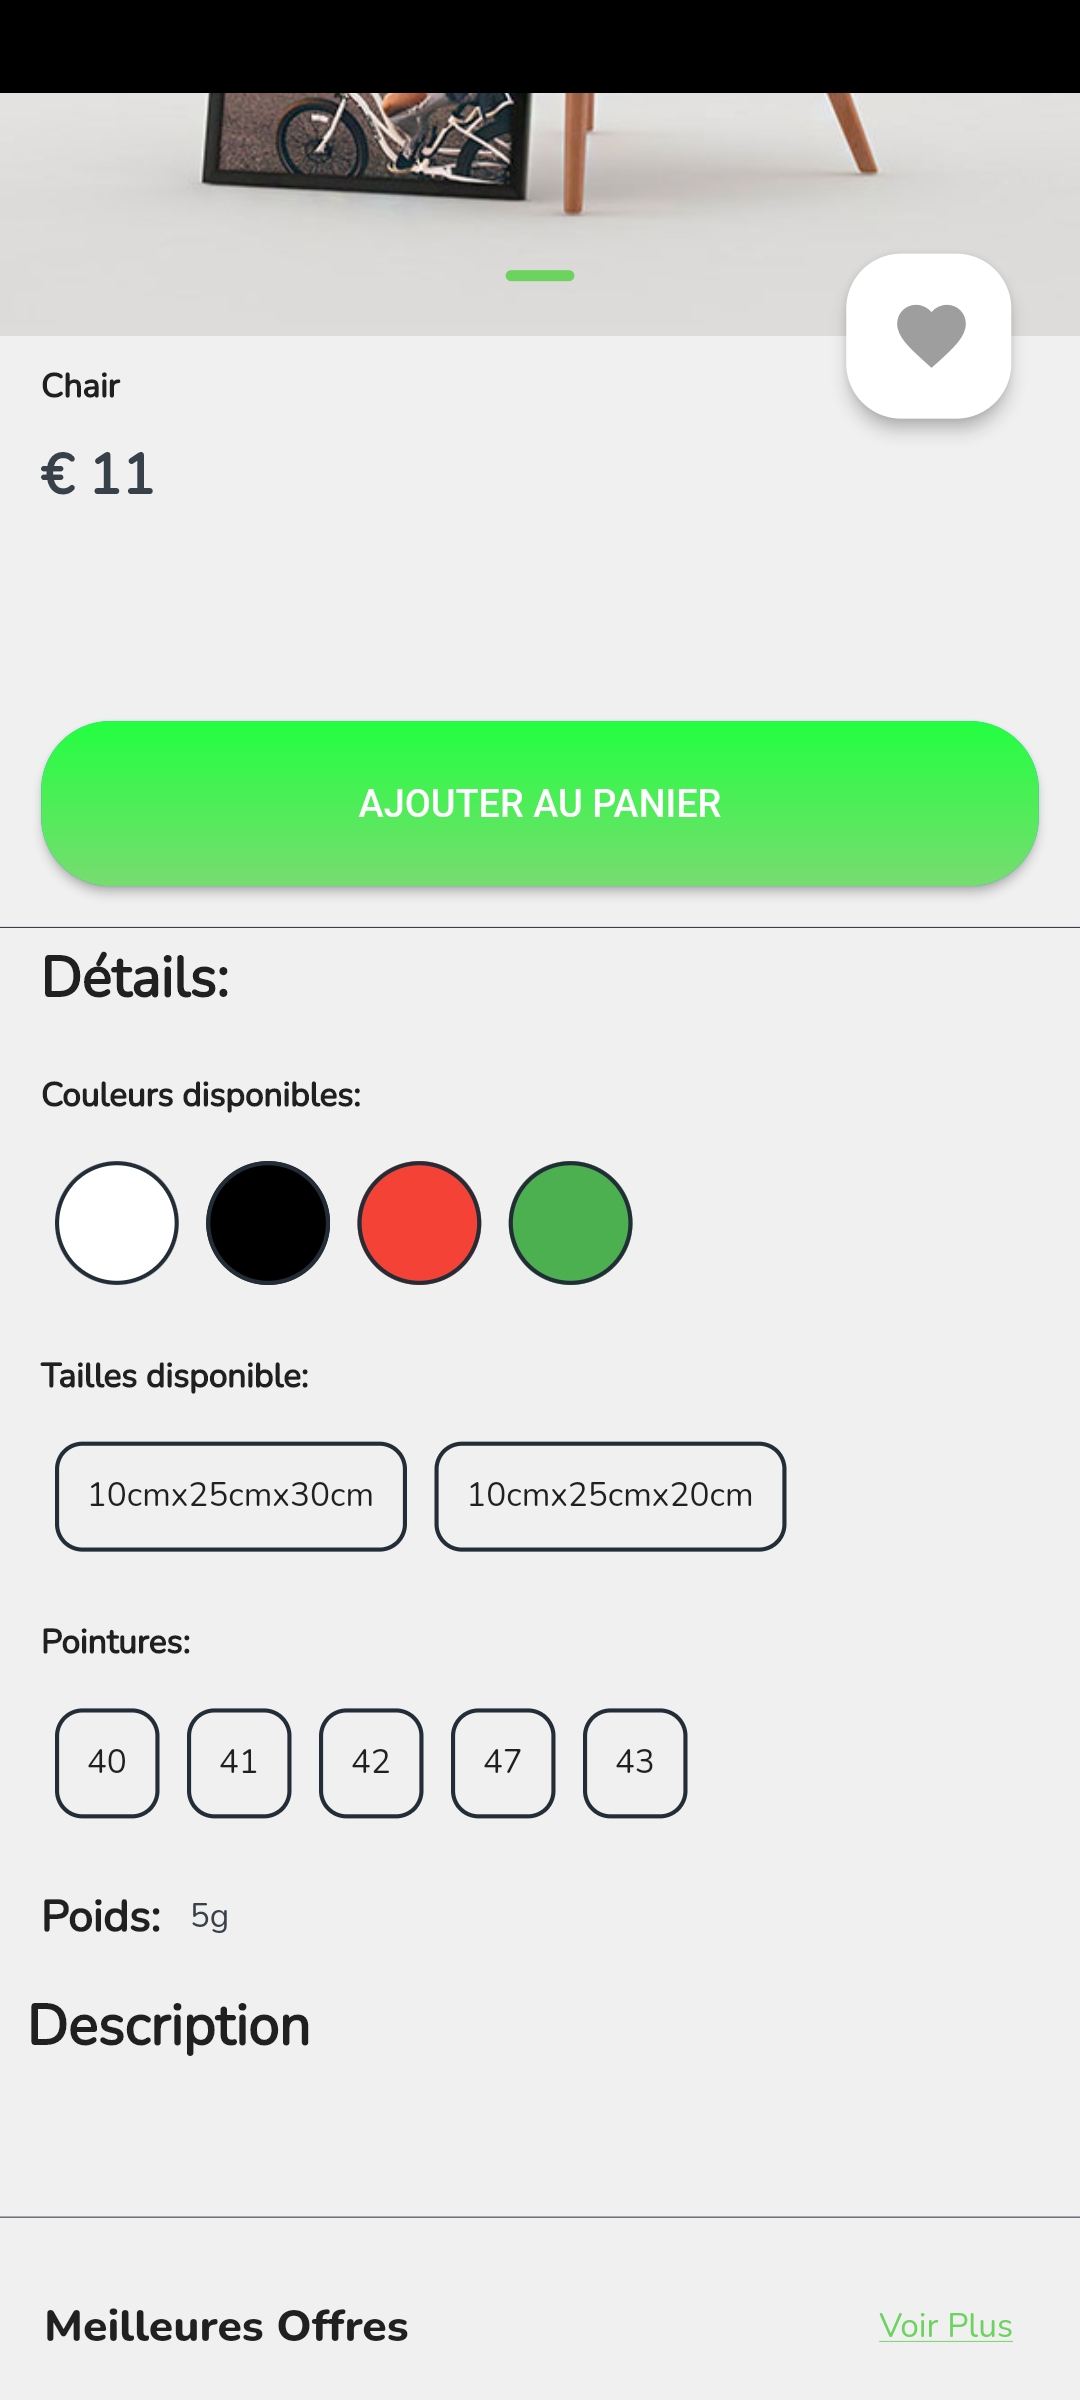 Chair
€ 11
AJOUTER AU PANIER
Détails:
Couleurs disponibles:
Tailles disponible:
10cmx25cmx30cm 10cmx25cmx20cm
Pointures:
40 41 42 47 43
Poids: 5g
Description
Meilleures Offres Voir Plus